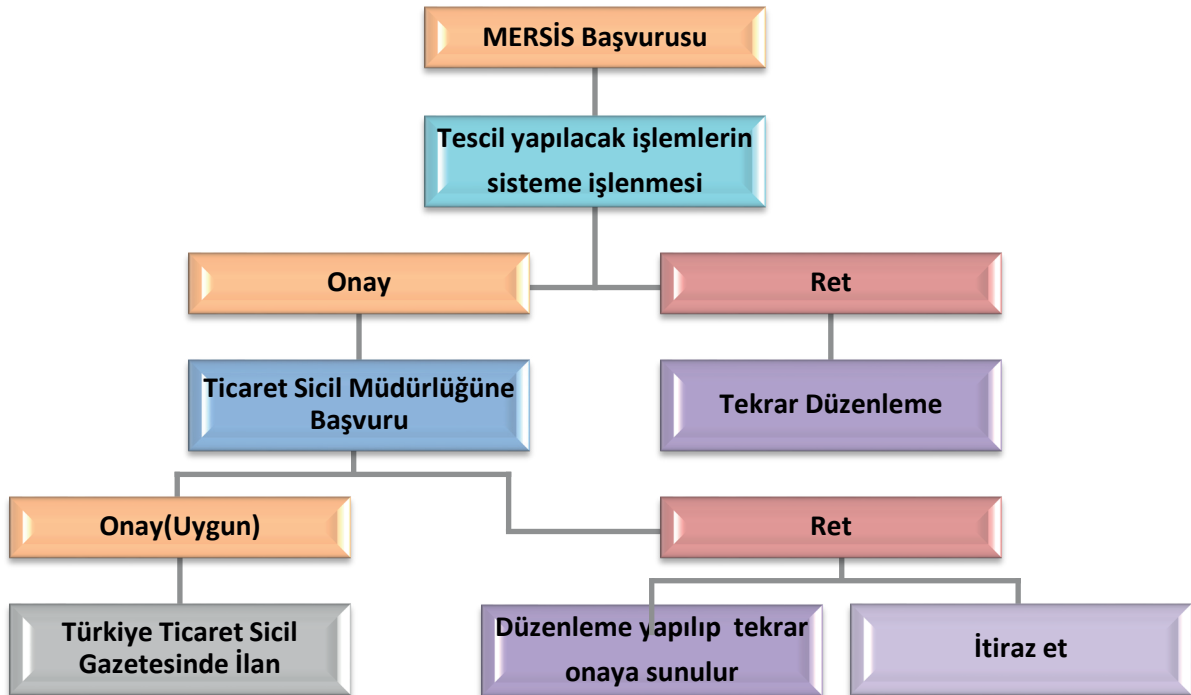 MERSİS Başvurusu
Tescil yapılacak işlemlerin
sisteme işlenmesi
Onay
Ret
Ticaret Sicil Müdürlüğüne
Başvuru
Tekrar Düzenleme
Onay(Uygun)
Ret
Türkiye Ticaret Sicil
Gazetesinde İlan
Düzenleme yapılıp tekrar
onaya sunulur
İtiraz et